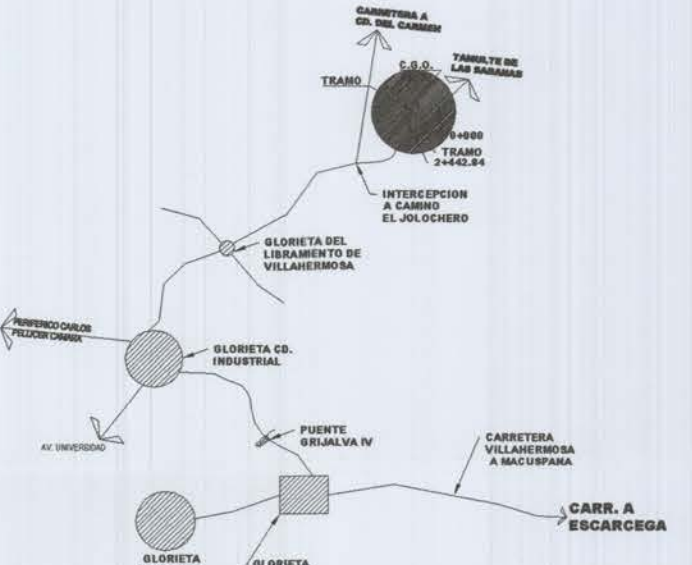 CARRETERA A
CD. DEL CARMEN
C.G.O.
TAMULTE DE
LAS SABANAS
TRAMO
0+000
TRAMO
2+442.84
INTERCEPCION
A CAMINO
EL JOLOCHERO
GLORIETA DEL
LIBRAMIENTO DE
VILLAHERMOSA
PERIFERICO CARLOS
PELLICER CAMARA
GLORIETA CD.
INDUSTRIAL
AV. UNIVERSIDAD
PUENTE
GRIJALVA IV
CARRETERA
VILLAHERMOSA
A MACUSPANA
CARR. A
ESCARCEGA
GLORIETA
GLORIETA